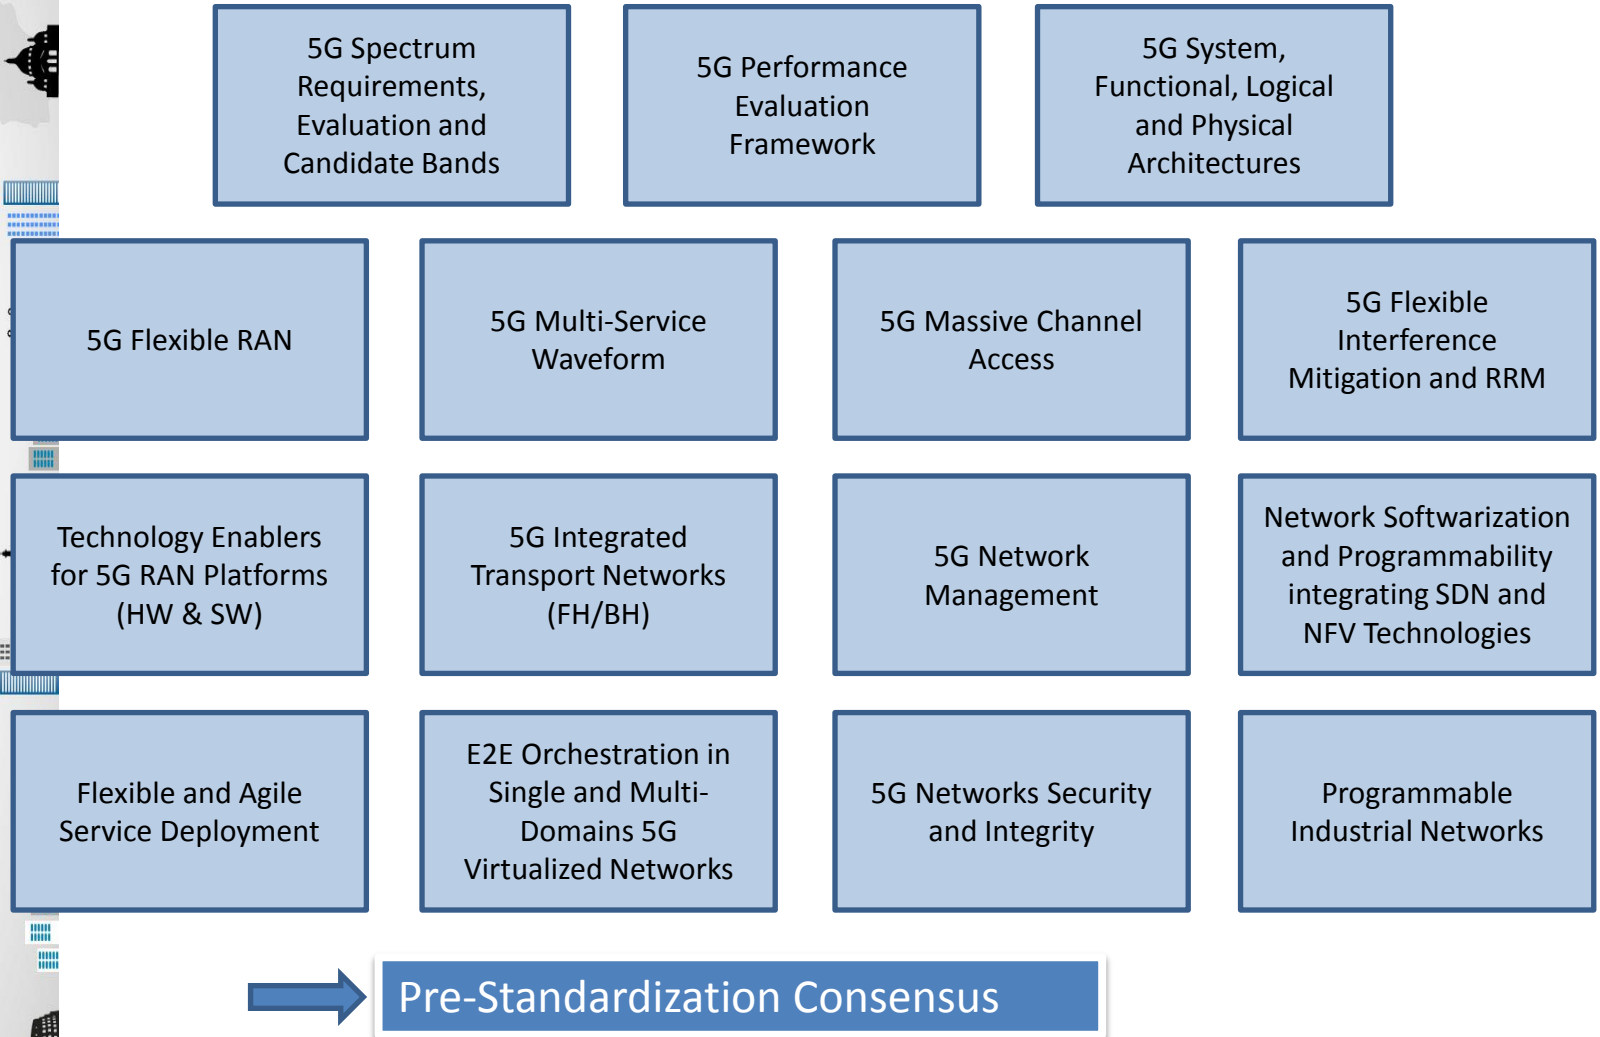 5G Spectrum
Requirements,
Evaluation and
Candidate Bands
5G Performance
Evaluation
Framework
5G System,
Functional, Logical
and Physical
Architectures
5G Flexible RAN
5G Multi-Service
Waveform
5G Massive Channel
Access
5G Flexible
Interference
Mitigation and RRM
Technology Enablers
for 5G RAN Platforms
(HW & SW)
5G Integrated
Transport Networks
(FH/BH)
5G Network
Management
Network Softwarization
and Programmability
integrating SDN and
NFV Technologies
Flexible and Agile
Service Deployment
E2E Orchestration in
Single and Multi-
Domains 5G
Virtualized Networks
5G Networks Security
and Integrity
Programmable
Industrial Networks
Pre-Standardization Consensus